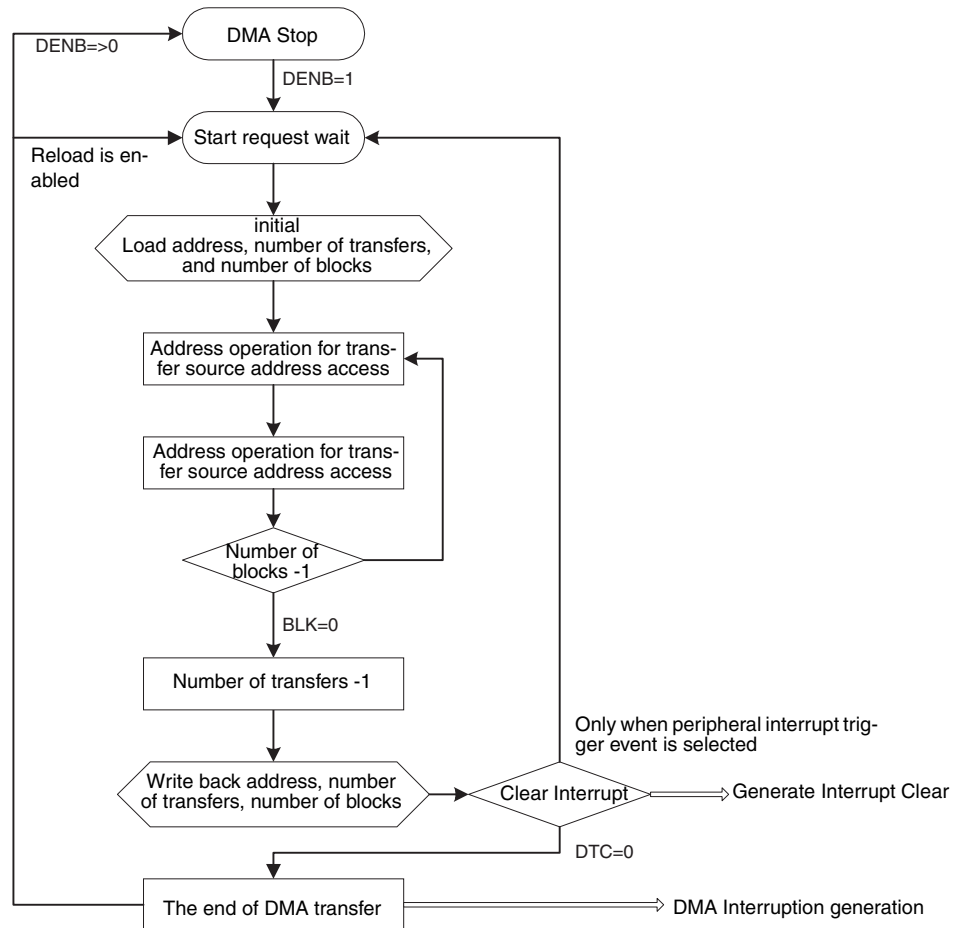 DMA Stop
DENB=>0
DENB=1
Start request wait
Reload is en-
abled
initial
Load address, number of transfers,
and number of blocks
Address operation for trans-
fer source address access
Address operation for trans-
fer source address access
Number of
blocks -1
BLK=0
Number of transfers -1
Only when peripheral interrupt trig-
ger event is selected
Write back address, number
of transfers, number of blocks
Clear Interrupt
Generate Interrupt Clear
DTC=0
The end of DMA transfer
DMA Interruption generation